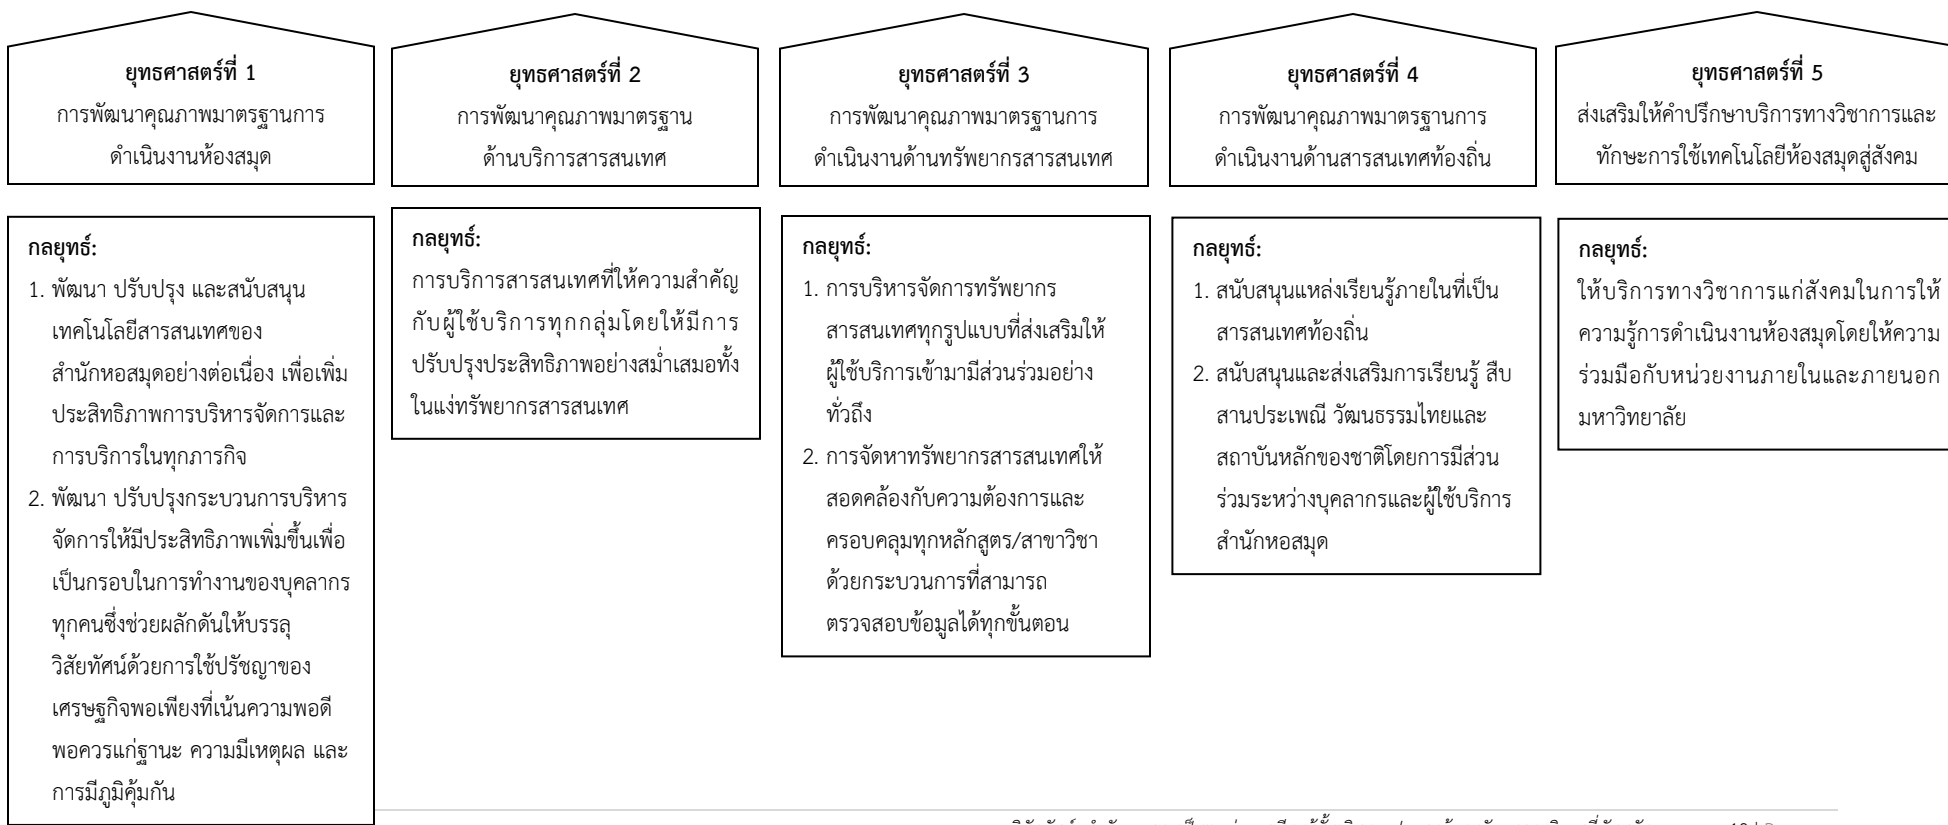 ยุทธศาสตร์ที่ 1
การพัฒนาคุณภาพมาตรฐานการ
ดำเนินงานห้องสมุด
กลยุทธ์:
1. พัฒนา ปรับปรุง และสนับสนุน
เทคโนโลยีสารสนเทศของ
สำนักหอสมุดอย่างต่อเนื่อง เพื่อเพิ่ม
ประสิทธิภาพการบริหารจัดการและ
การบริการในทุกภารกิจ
2. พัฒนา ปรับปรุงกระบวนการบริหาร
จัดการให้มีประสิทธิภาพเพิ่มขึ้นเพื่อ
เป็นกรอบในการทำงานของบุคลากร
ทุกคนซึ่งช่วยผลักดันให้บรรลุ
วิสัยทัศน์ด้วยการใช้ปรัชญาของ
เศรษฐกิจพอเพียงที่เน้นความพอดี
พอควรแก่ฐานะ ความมีเหตุผล และ
การมีภูมิคุ้มกัน
ยุทธศาสตร์ที่ 2
การพัฒนาคุณภาพมาตรฐาน
ด้านบริการสารสนเทศ
กลยุทธ์:
การบริการสารสนเทศที่ให้ความสำคัญ
กับผู้ใช้บริการทุกกลุ่มโดยให้มีการ
ปรับปรุงประสิทธิภาพอย่างสม่ำเสมอทั้ง
ในแง่ทรัพยากรสารสนเทศ
ยุทธศาสตร์ที่ 3
การพัฒนาคุณภาพมาตรฐานการ
ดำเนินงานด้านทรัพยากรสารสนเทศ
กลยุทธ์:
1. การบริหารจัดการทรัพยากร
สารสนเทศทุกรูปแบบที่ส่งเสริมให้
ผู้ใช้บริการเข้ามามีส่วนร่วมอย่าง
ทั่วถึง
2. การจัดหาทรัพยากรสารสนเทศให้
สอดคล้องกับความต้องการและ
ครอบคลุมทุกหลักสูตร/สาขาวิชา
ด้วยกระบวนการที่สามารถ
ตรวจสอบข้อมูลได้ทุกขั้นตอน
ยุทธศาสตร์ที่ 4
การพัฒนาคุณภาพมาตรฐานการ
ดำเนินงานด้านสารสนเทศท้องถิ่น
กลยุทธ์:
1. สนับสนุนแหล่งเรียนรู้ภายในที่เป็น
สารสนเทศท้องถิ่น
2. สนับสนุนและส่งเสริมการเรียนรู้ สืบ
สานประเพณี วัฒนธรรมไทยและ
สถาบันหลักของชาติโดยการมีส่วน
ร่วมระหว่างบุคลากรและผู้ใช้บริการ
สำนักหอสมุด
ยุทธศาสตร์ที่ 5
ส่งเสริมให้คำปรึกษาบริการทางวิชาการและ
ทักษะการใช้เทคโนโลยีห้องสมุดสู่สังคม
กลยุทธ์:
ให้บริการทางวิชาการแก่สังคมในการให้
ความรู้การดำเนินงานห้องสมุดโดยให้ความ
ร่วมมือกับหน่วยงานภายในและภายนอก
มหาวิทยาลัย